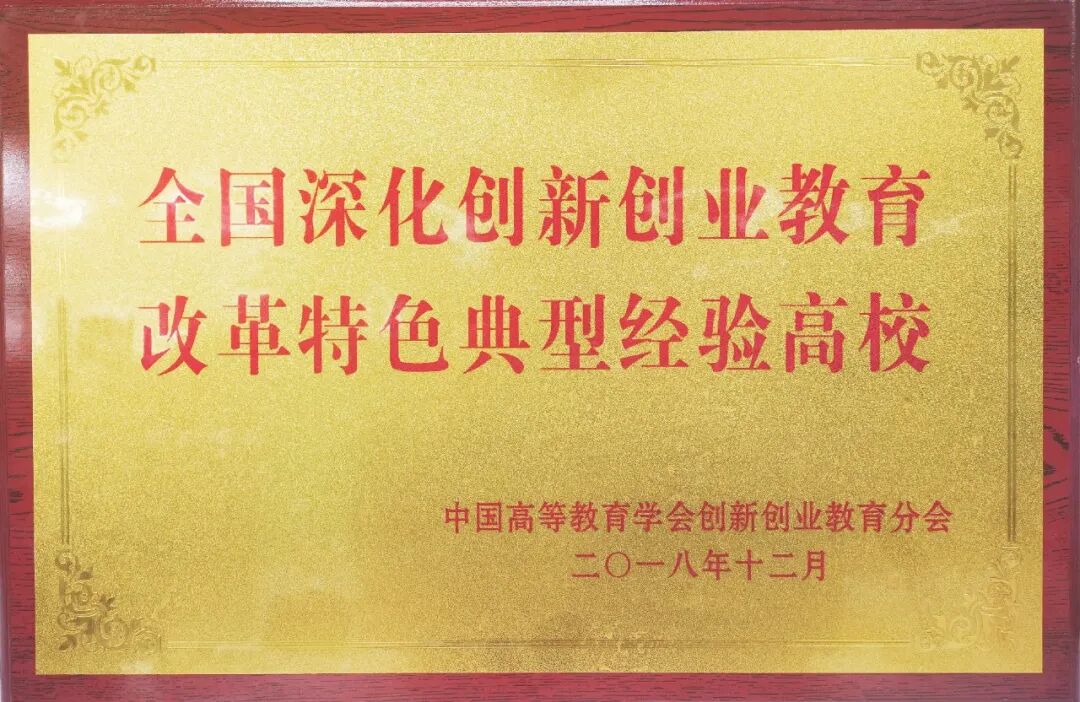 全国深化创新创业教育
改革特色典型经验高校
中国高等教育学会创新创业教育分会
二〇一八年十二月